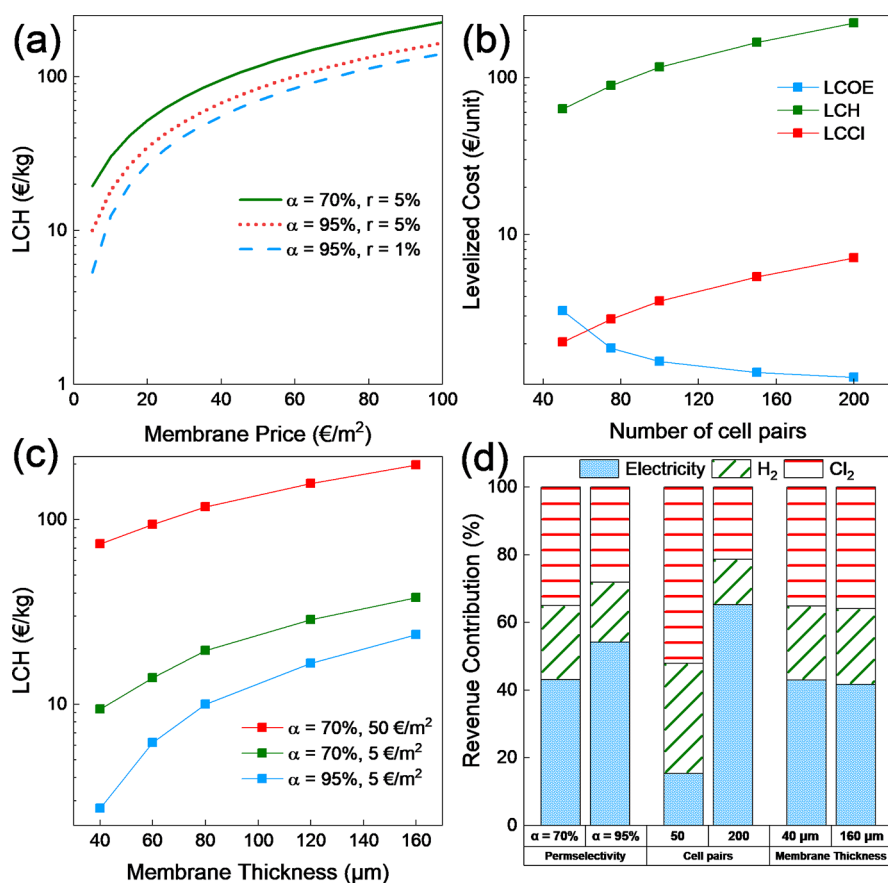 (a)
LCH (€/kg)
100
10
1
α = 70%, r = 5%
α = 95%, r = 5%
α = 95%, r = 1%
0 20 40 60 80 100
Membrane Price (€/m²)
(b)
Levelized Cost (€/unit)
100
10
LCOE
LCH
LCCl
40 80 120 160 200
Number of cell pairs
(c)
LCH (€/kg)
100
10
α = 70%, 50 €/m²
α = 70%, 5 €/m²
α = 95%, 5 €/m²
40 60 80 100 120 140 160
Membrane Thickness (µm)
(d)
Electricity H₂ Cl₂
Revenue Contribution (%)
100
80
60
40
20
0
α = 70% α = 95% 50 200 40 µm 160 µm
Permselectivity Cell pairs Membrane Thickness